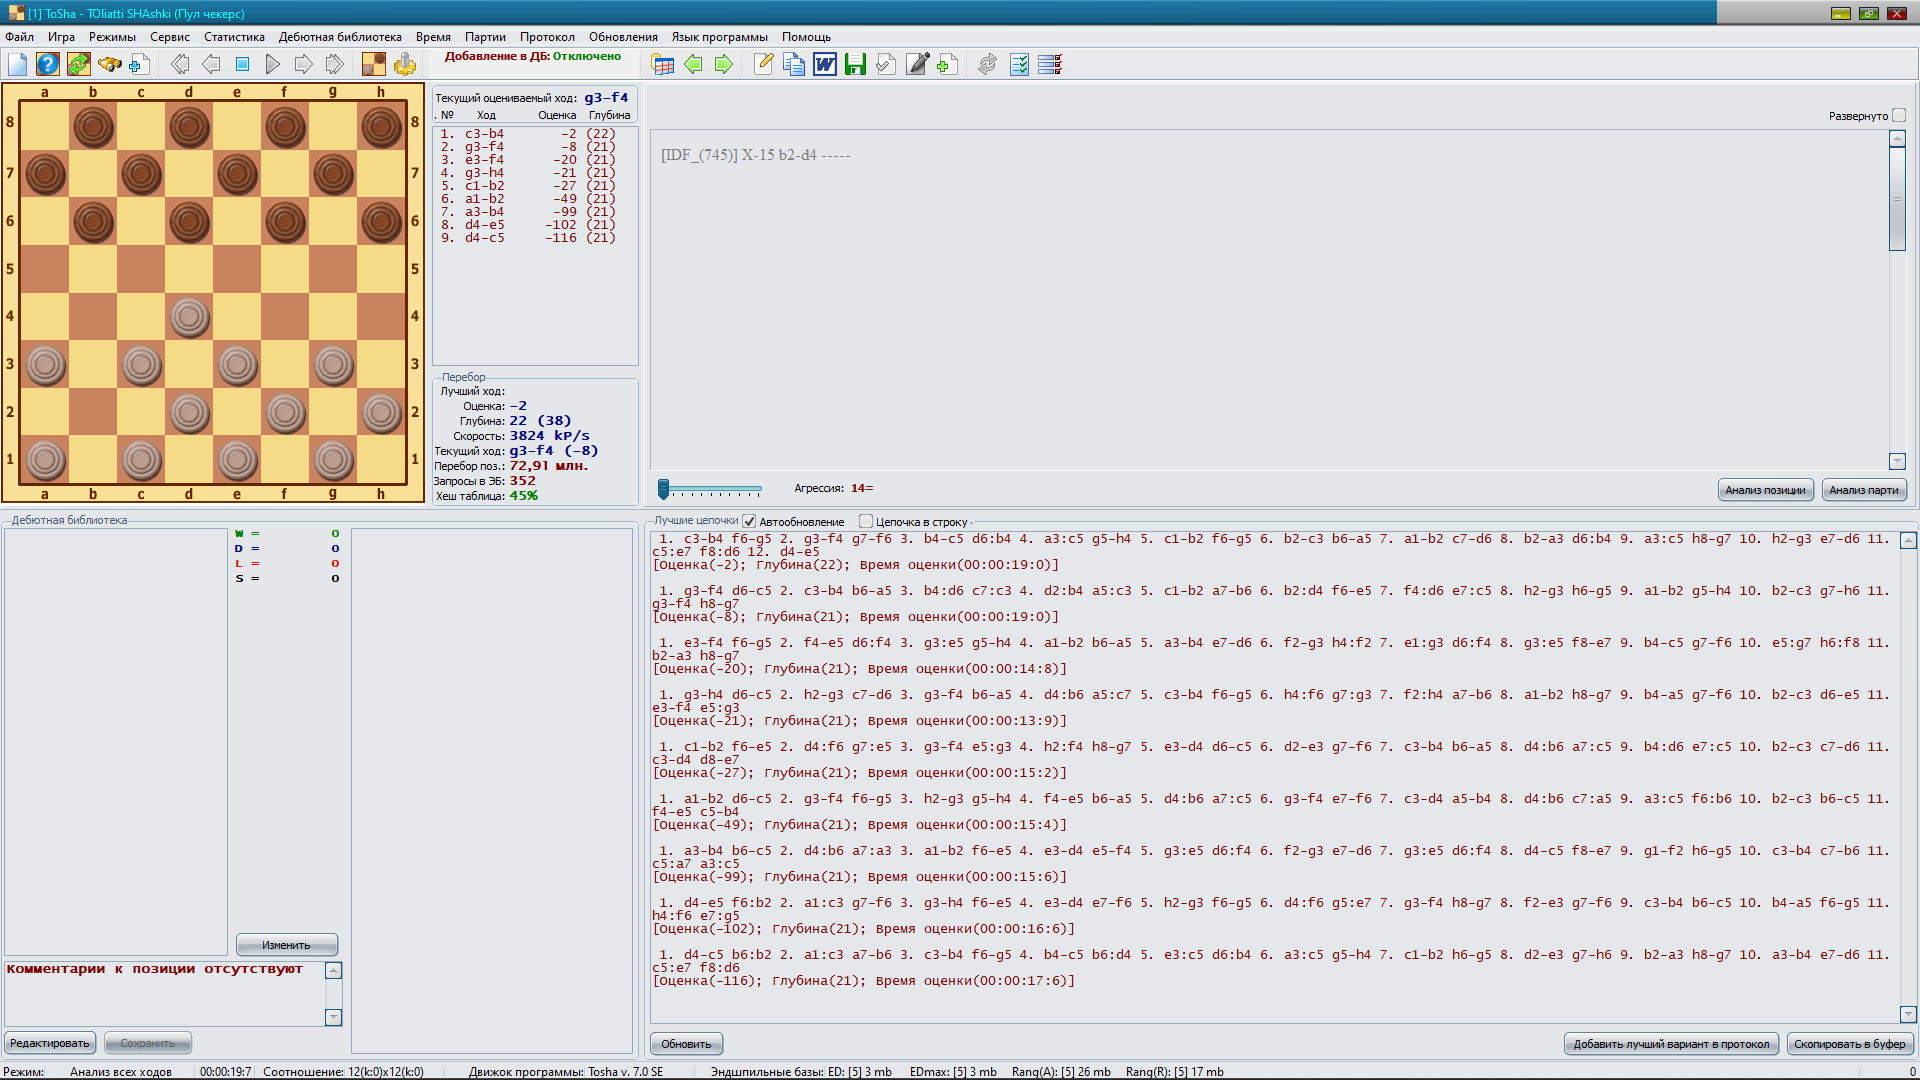 [1] ToSha - TOliatti SHAshki (Пул чекерс)
Файл Игра Режимы Сервис Статистика Дебютная библиотека Время Партии Протокол Обновления Язык программы Помощь
Добавление в ДБ: Отключено
a b c d e f g h
8 8
7 7
6 6
5 5
4 4
3 3
2 2
1 1
a b c d e f g h
Текущий оцениваемый ход: g3-f4
. № Ход Оценка Глубина
1. c3-b4 -2 (22)
2. g3-f4 -8 (21)
3. e3-f4 -20 (21)
4. g3-h4 -21 (21)
5. c1-b2 -27 (21)
6. a1-b2 -49 (21)
7. a3-b4 -99 (21)
8. d4-e5 -102 (21)
9. d4-c5 -116 (21)
Перебор
Лучший ход:
Оценка: -2
Глубина: 22 (38)
Скорость: 3824 kP/s
Текущий ход: g3-f4 (-8)
Перебор поз.: 72,91 млн.
Запросы в ЭБ: 352
Хеш таблица: 45%
Развернуто
[IDF_(745)] X-15 b2-d4 -----
Агрессия: 14=
Анализ позиции Анализ парти
Дебютная библиотека
W = 0
D = 0
L = 0
S = 0
Изменить
Комментарии к позиции отсутствуют
Редактировать Сохранить
Лучшие цепочки Автообновление Цепочка в строку .
1. c3-b4 f6-g5 2. g3-f4 g7-f6 3. b4-c5 d6:b4 4. a3:c5 g5-h4 5. c1-b2 f6-g5 6. b2-c3 b6-a5 7. a1-b2 c7-d6 8. b2-a3 d6:b4 9. a3:c5 h8-g7 10. h2-g3 e7-d6 11.
c5:e7 f8:d6 12. d4-e5
[Оценка(-2); Глубина(22); Время оценки(00:00:19:0)]
1. g3-f4 d6-c5 2. c3-b4 b6-a5 3. b4:d6 c7:c3 4. d2:b4 a5:c3 5. c1-b2 a7-b6 6. b2:d4 f6-e5 7. f4:d6 e7:c5 8. h2-g3 h6-g5 9. a1-b2 g5-h4 10. b2-c3 g7-h6 11.
g3-f4 h8-g7
[Оценка(-8); Глубина(21); Время оценки(00:00:19:0)]
1. e3-f4 f6-g5 2. f4-e5 d6:f4 3. g3:e5 g5-h4 4. a1-b2 b6-a5 5. a3-b4 e7-d6 6. f2-g3 h4:f2 7. e1:g3 d6:f4 8. g3:e5 f8-e7 9. b4-c5 g7-f6 10. e5:g7 h6:f8 11.
b2-a3 h8-g7
[Оценка(-20); Глубина(21); Время оценки(00:00:14:8)]
1. g3-h4 d6-c5 2. h2-g3 c7-d6 3. g3-f4 b6-a5 4. d4:b6 a5:c7 5. c3-b4 f6-g5 6. h4:f6 g7:g3 7. f2:h4 a7-b6 8. a1-b2 h8-g7 9. b4-a5 g7-f6 10. b2-c3 d6-e5 11.
e3-f4 e5:g3
[Оценка(-21); Глубина(21); Время оценки(00:00:13:9)]
1. c1-b2 f6-e5 2. d4:f6 g7:e5 3. g3-f4 e5:g3 4. h2:f4 h8-g7 5. e3-d4 d6-c5 6. d2-e3 g7-f6 7. c3-b4 b6-a5 8. d4:b6 a7:c5 9. b4:d6 e7:c5 10. b2-c3 c7-d6 11.
c3-d4 d8-e7
[Оценка(-27); Глубина(21); Время оценки(00:00:15:2)]
1. a1-b2 d6-c5 2. g3-f4 f6-g5 3. h2-g3 g5-h4 4. f4-e5 b6-a5 5. d4:b6 a7:c5 6. g3-f4 e7-f6 7. c3-d4 a5-b4 8. d4:b6 c7:a5 9. a3:c5 f6:b6 10. b2-c3 b6-c5 11.
f4-e5 c5-b4
[Оценка(-49); Глубина(21); Время оценки(00:00:15:4)]
1. a3-b4 b6-c5 2. d4:b6 a7:a3 3. a1-b2 f6-e5 4. e3-d4 e5-f4 5. g3:e5 d6:f4 6. f2-g3 e7-d6 7. g3:e5 d6:f4 8. d4-c5 f8-e7 9. g1-f2 h6-g5 10. c3-b4 c7-b6 11.
c5:a7 a3:c5
[Оценка(-99); Глубина(21); Время оценки(00:00:15:6)]
1. d4-e5 f6:b2 2. a1:c3 g7-f6 3. g3-h4 f6-e5 4. e3-d4 e7-f6 5. h2-g3 f6-g5 6. d4:f6 g5:e7 7. g3-f4 h8-g7 8. f2-e3 g7-f6 9. c3-b4 b6-c5 10. b4-a5 f6-g5 11.
h4:f6 e7:g5
[Оценка(-102); Глубина(21); Время оценки(00:00:16:6)]
1. d4-c5 b6:b2 2. a1:c3 a7-b6 3. c3-b4 f6-g5 4. b4-c5 b6:d4 5. e3:c5 d6:b4 6. a3:c5 g5-h4 7. c1-b2 h6-g5 8. d2-e3 g7-h6 9. b2-a3 h8-g7 10. a3-b4 e7-d6 11.
c5:e7 f8:d6
[Оценка(-116); Глубина(21); Время оценки(00:00:17:6)]
Обновить Добавить лучший вариант в протокол Скопировать в буфер
Режим: Анализ всех ходов 00:00:19:7 Соотношение: 12(k:0)x12(k:0) Движок программы: Tosha v. 7.0 SE Эндшпильные базы: ED: [5] 3 mb EDmax: [5] 3 mb Rang(A): [5] 26 mb Rang(R): [5] 17 mb 0